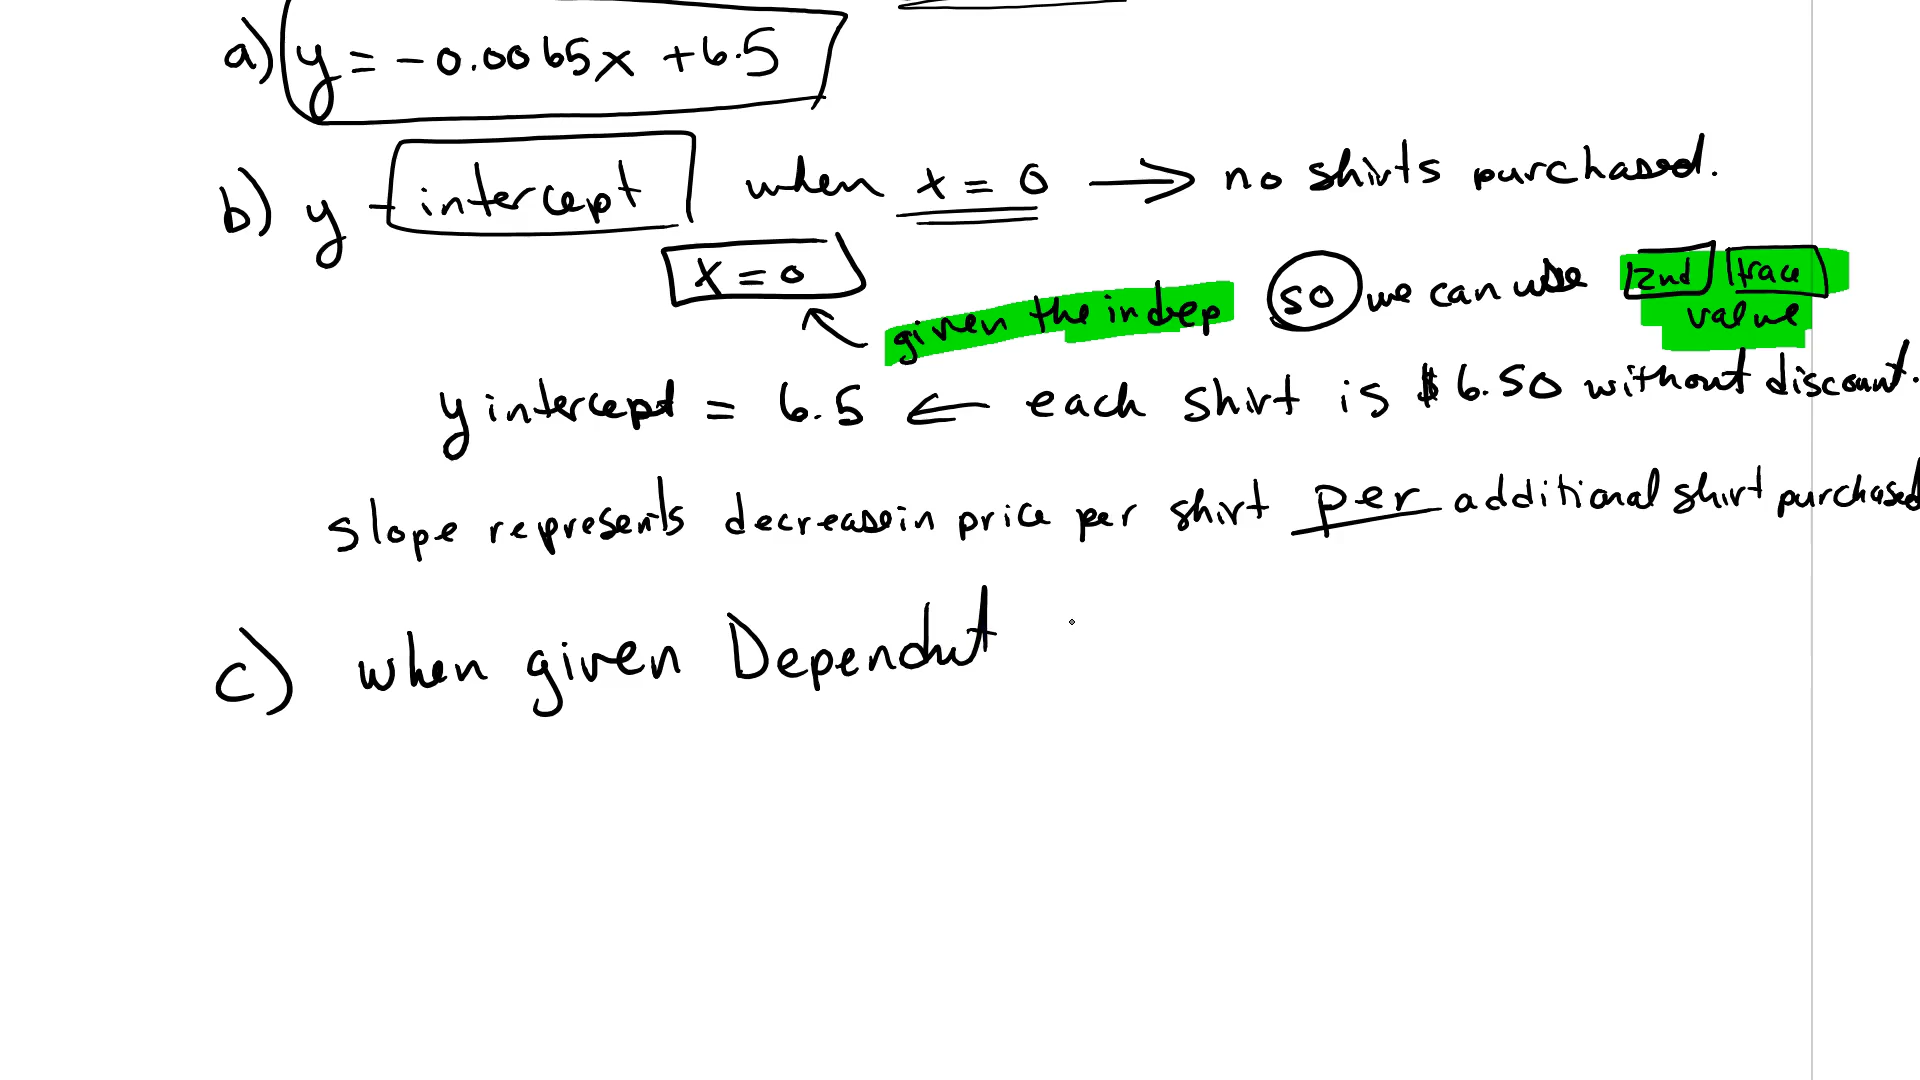 a) y = -0.0065x + 6.5
b) y - intercept when x = 0 → no shirts purchased.
x = 0
given the indep so we can use 2nd trace
value
y intercept = 6.5 ← each shirt is $6.50 without discount.
slope represents decrease in price per shirt per additional shirt purchased
c) when given Dependent